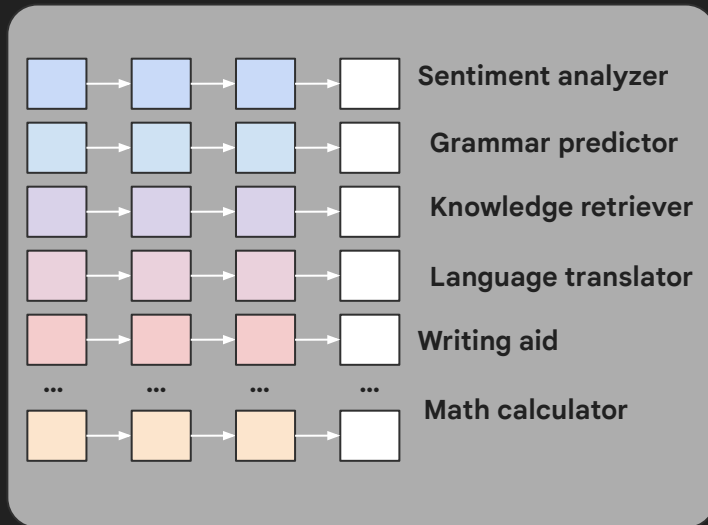 Sentiment analyzer
Grammar predictor
Knowledge retriever
Language translator
Writing aid
... ... ... ...
Math calculator